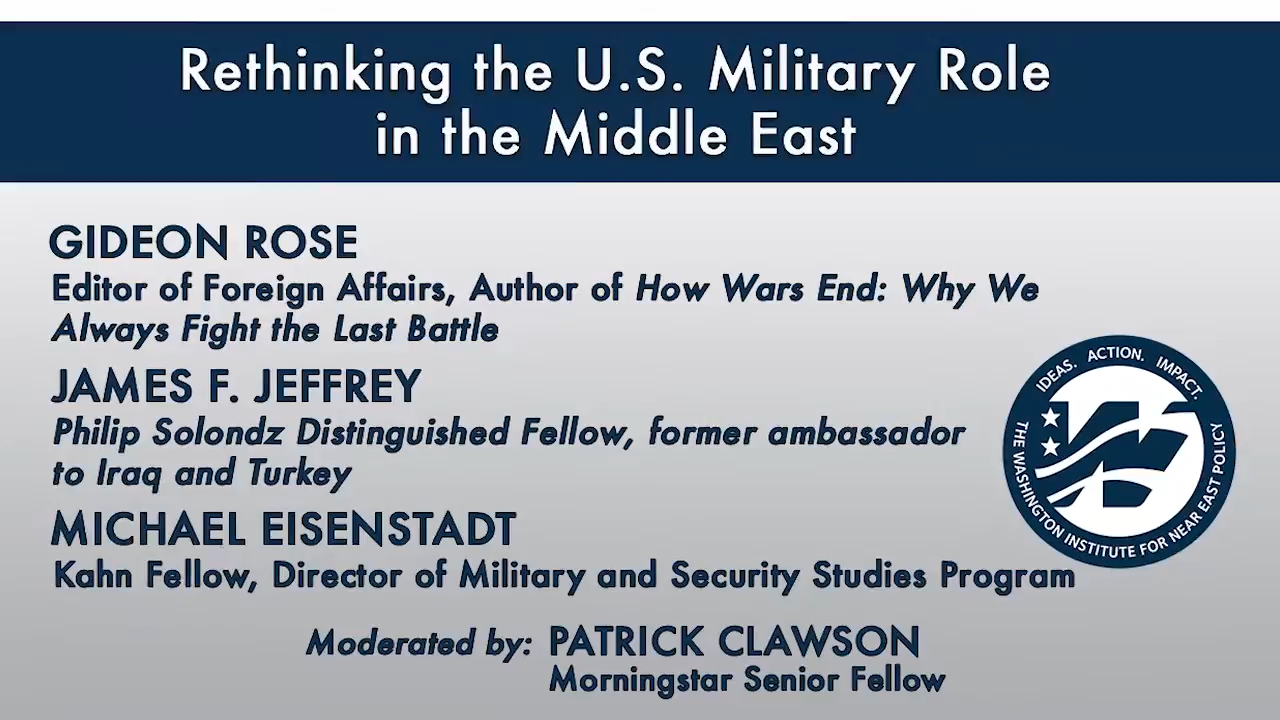 Rethinking the U.S. Military Role
in the Middle East
GIDEON ROSE
Editor of Foreign Affairs, Author of How Wars End: Why We
Always Fight the Last Battle
JAMES F. JEFFREY
Philip Solondz Distinguished Fellow, former ambassador
to Iraq and Turkey
MICHAEL EISENSTADT
Kahn Fellow, Director of Military and Security Studies Program
Moderated by: PATRICK CLAWSON
Morningstar Senior Fellow
IDEAS. ACTION. IMPACT.
THE WASHINGTON INSTITUTE FOR NEAR EAST POLICY